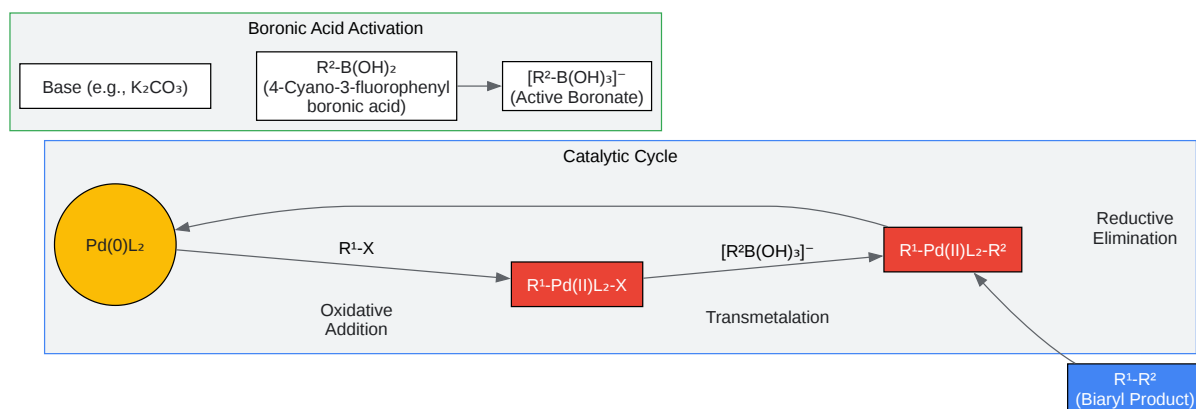 Boronic Acid Activation
Base (e.g., K₂CO₃)
R²-B(OH)₂
(4-Cyano-3-fluorophenyl
boronic acid)
[R²-B(OH)₃]⁻
(Active Boronate)
Catalytic Cycle
Pd(0)L₂
R¹-X
Oxidative
Addition
R¹-Pd(II)L₂-X
[R²B(OH)₃]⁻
Transmetalation
R¹-Pd(II)L₂-R²
Reductive
Elimination
R¹-R²
(Biaryl Product)